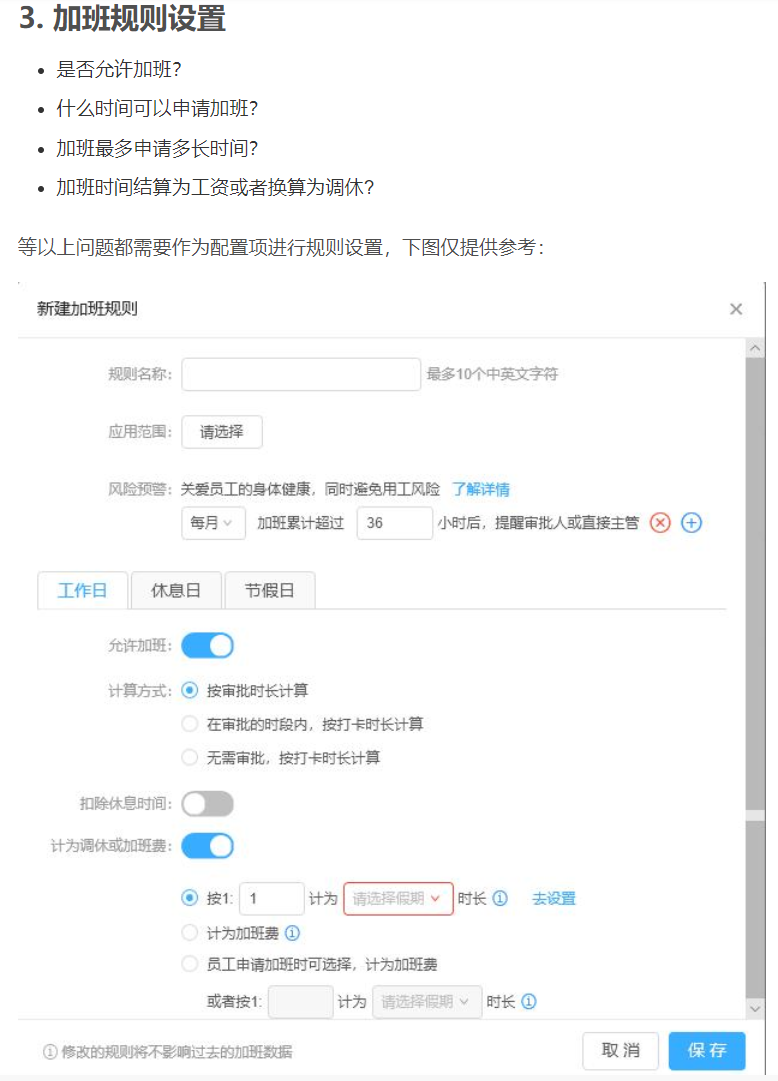 3. 加班规则设置
是否允许加班?
什么时间可以申请加班?
加班最多申请多长时间?
加班时间结算为工资或者换算为调休?
等以上问题都需要作为配置项进行规则设置，下图仅提供参考：
新建加班规则
规则名称： 最多10个中英文字符
应用范围： 请选择
风险预警： 关爱员工的身体健康，同时避免用工风险 了解详情
每月 加班累计超过 36 小时后，提醒审批人或直接主管
工作日 休息日 节假日
允许加班：
计算方式： 按审批时长计算
在审批的时段内，按打卡时长计算
无需审批，按打卡时长计算
扣除休息时间：
计为调休或加班费：
按1: 1 计为 请选择假期 时长 去设置
计为加班费
员工申请加班时可选择，计为加班费
或者按1: 计为 请选择假期 时长
修改的规则将不影响过去的加班数据 取 消 保 存